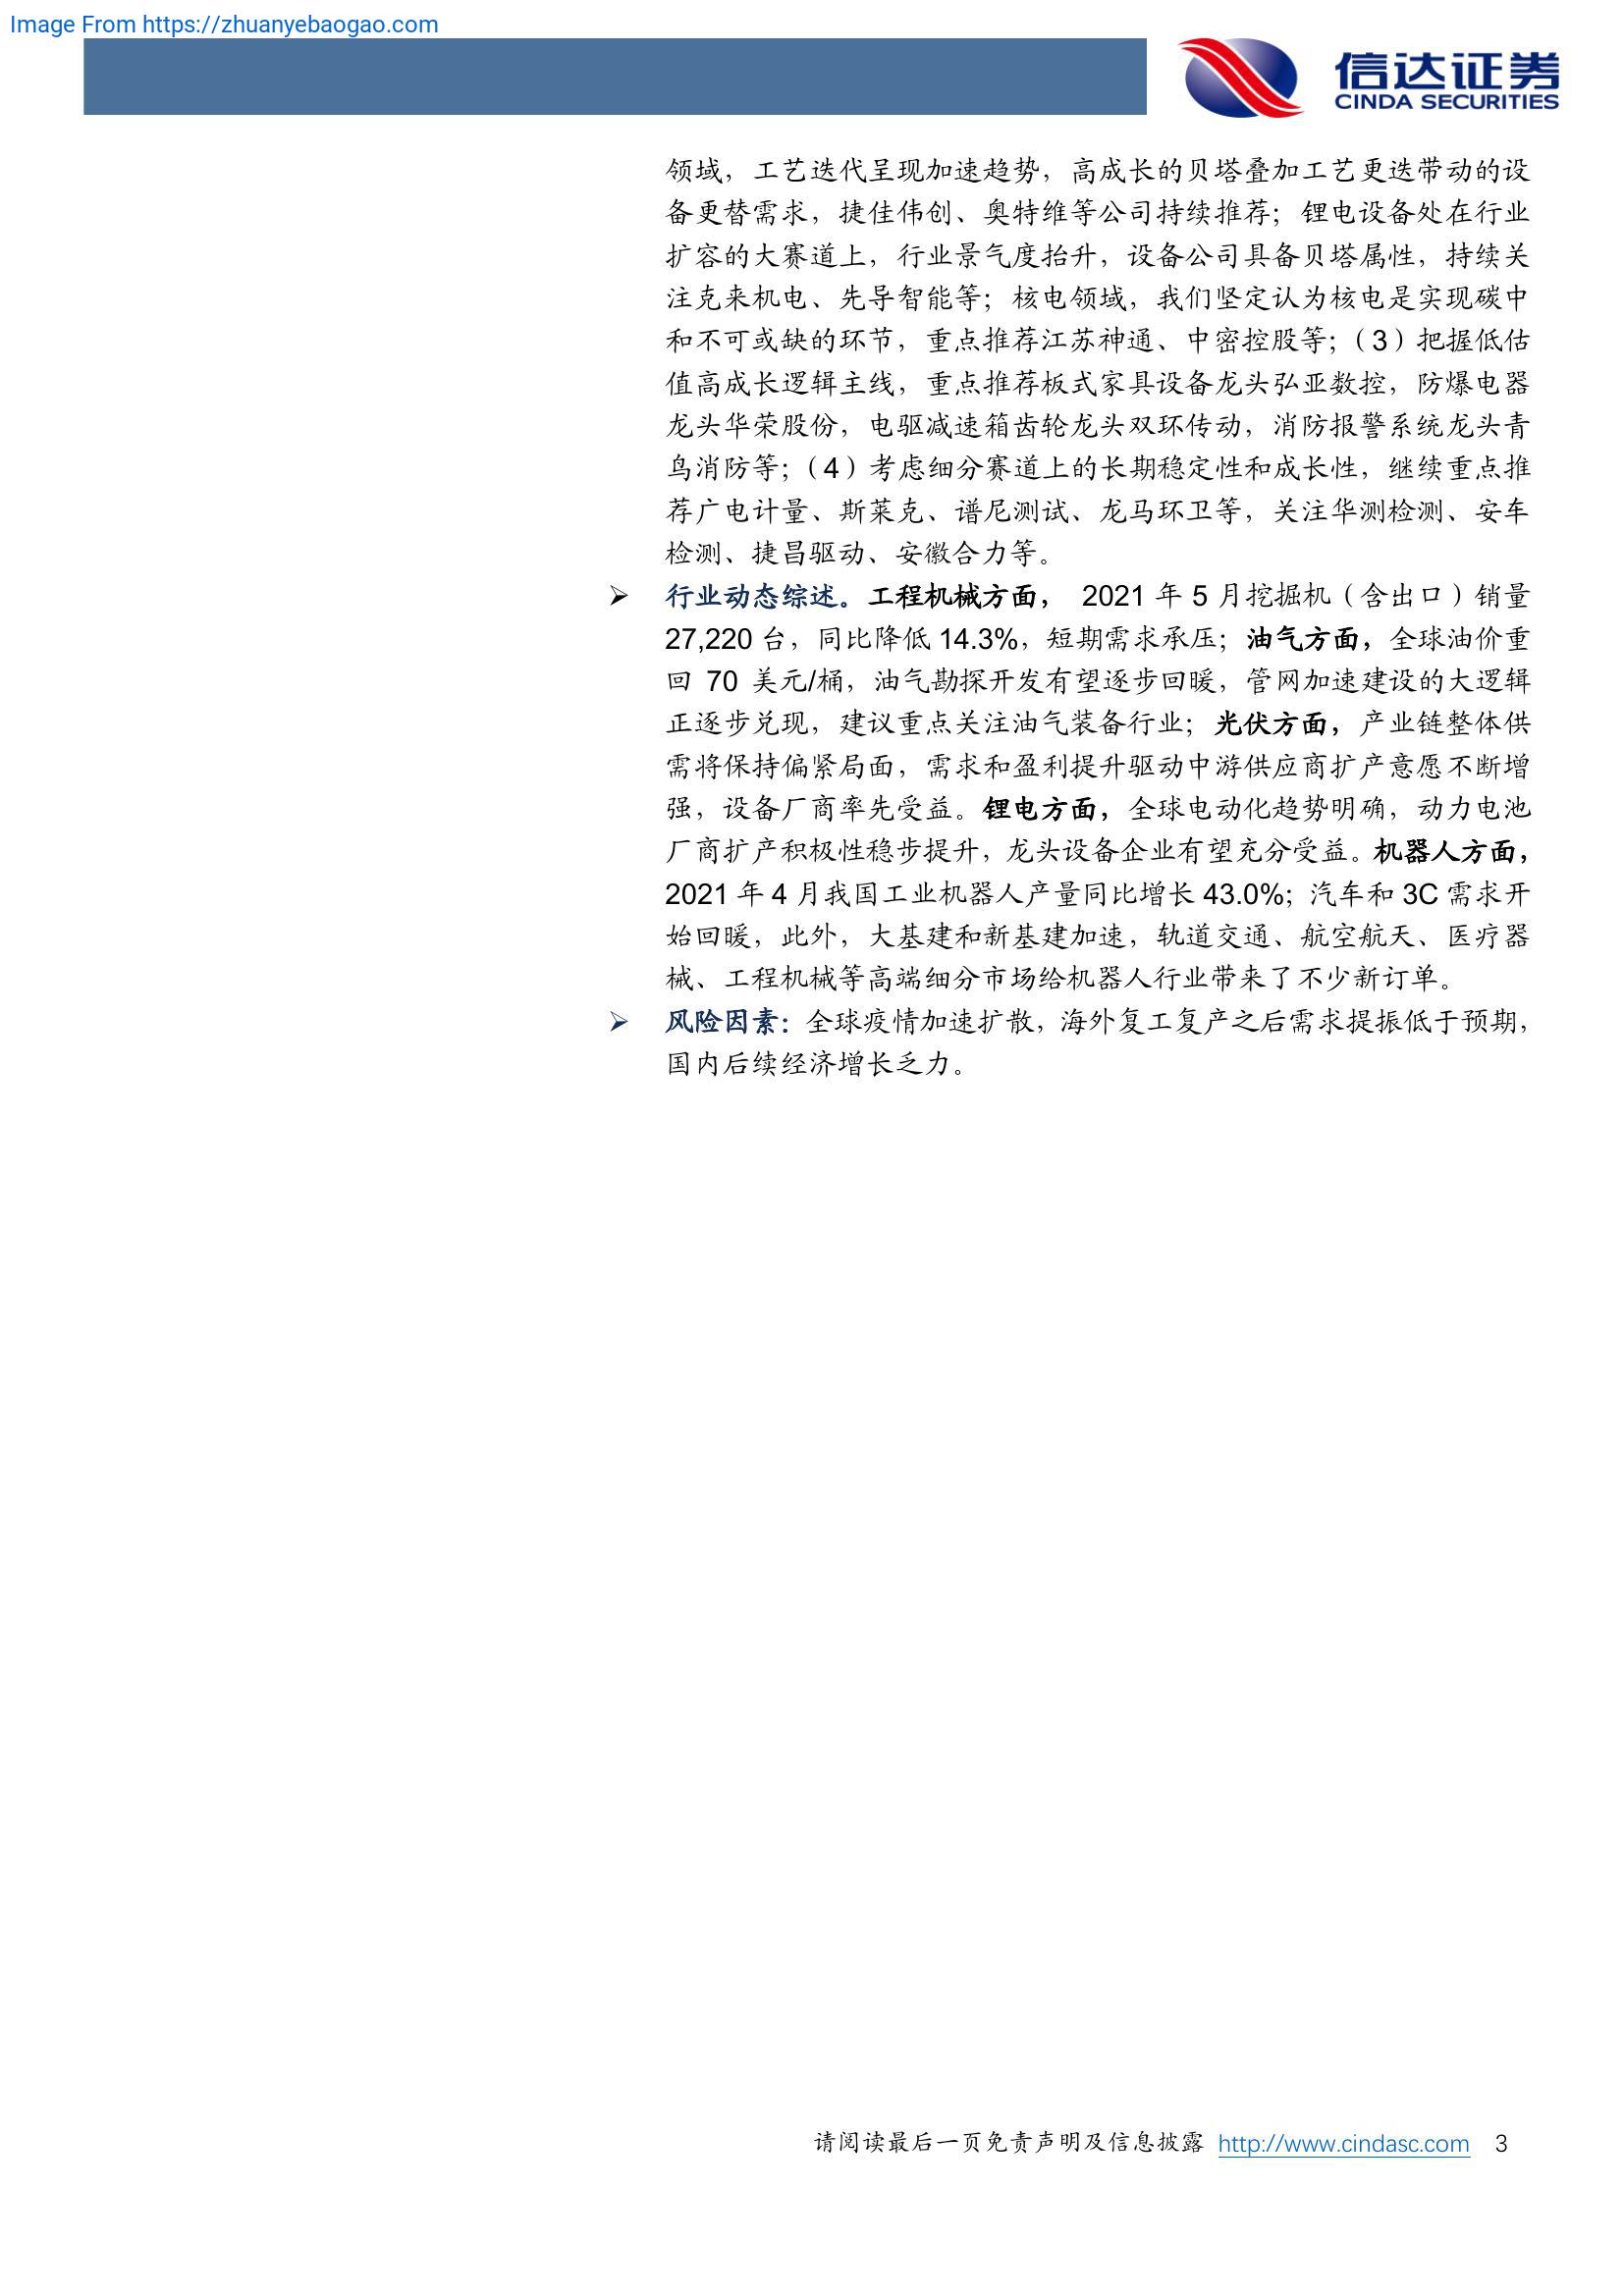 Image From https://zhuanyebaogao.com
信达证券
CINDA SECURITIES
领域，工艺迭代呈现加速趋势，高成长的贝塔叠加工艺更迭带动的设
备更替需求，捷佳伟创、奥特维等公司持续推荐；锂电设备处在行业
扩容的大赛道上，行业景气度抬升，设备公司具备贝塔属性，持续关
注克来机电、先导智能等；核电领域，我们坚定认为核电是实现碳中
和不可或缺的环节，重点推荐江苏神通、中密控股等；（3）把握低估
值高成长逻辑主线，重点推荐板式家具设备龙头弘亚数控，防爆电器
龙头华荣股份，电驱减速箱齿轮龙头双环传动，消防报警系统龙头青
鸟消防等；（4）考虑细分赛道上的长期稳定性和成长性，继续重点推
荐广电计量、斯莱克、谱尼测试、龙马环卫等，关注华测检测、安车
检测、捷昌驱动、安徽合力等。
➢ 行业动态综述。工程机械方面， 2021 年 5 月挖掘机（含出口）销量
27,220 台，同比降低 14.3%，短期需求承压；油气方面，全球油价重
回 70 美元/桶，油气勘探开发有望逐步回暖，管网加速建设的大逻辑
正逐步兑现，建议重点关注油气装备行业；光伏方面，产业链整体供
需将保持偏紧局面，需求和盈利提升驱动中游供应商扩产意愿不断增
强，设备厂商率先受益。锂电方面，全球电动化趋势明确，动力电池
厂商扩产积极性稳步提升，龙头设备企业有望充分受益。机器人方面，
2021 年 4 月我国工业机器人产量同比增长 43.0%；汽车和 3C 需求开
始回暖，此外，大基建和新基建加速，轨道交通、航空航天、医疗器
械、工程机械等高端细分市场给机器人行业带来了不少新订单。
➢ 风险因素：全球疫情加速扩散，海外复工复产之后需求提振低于预期，
国内后续经济增长乏力。
请阅读最后一页免责声明及信息披露 http://www.cindasc.com 3